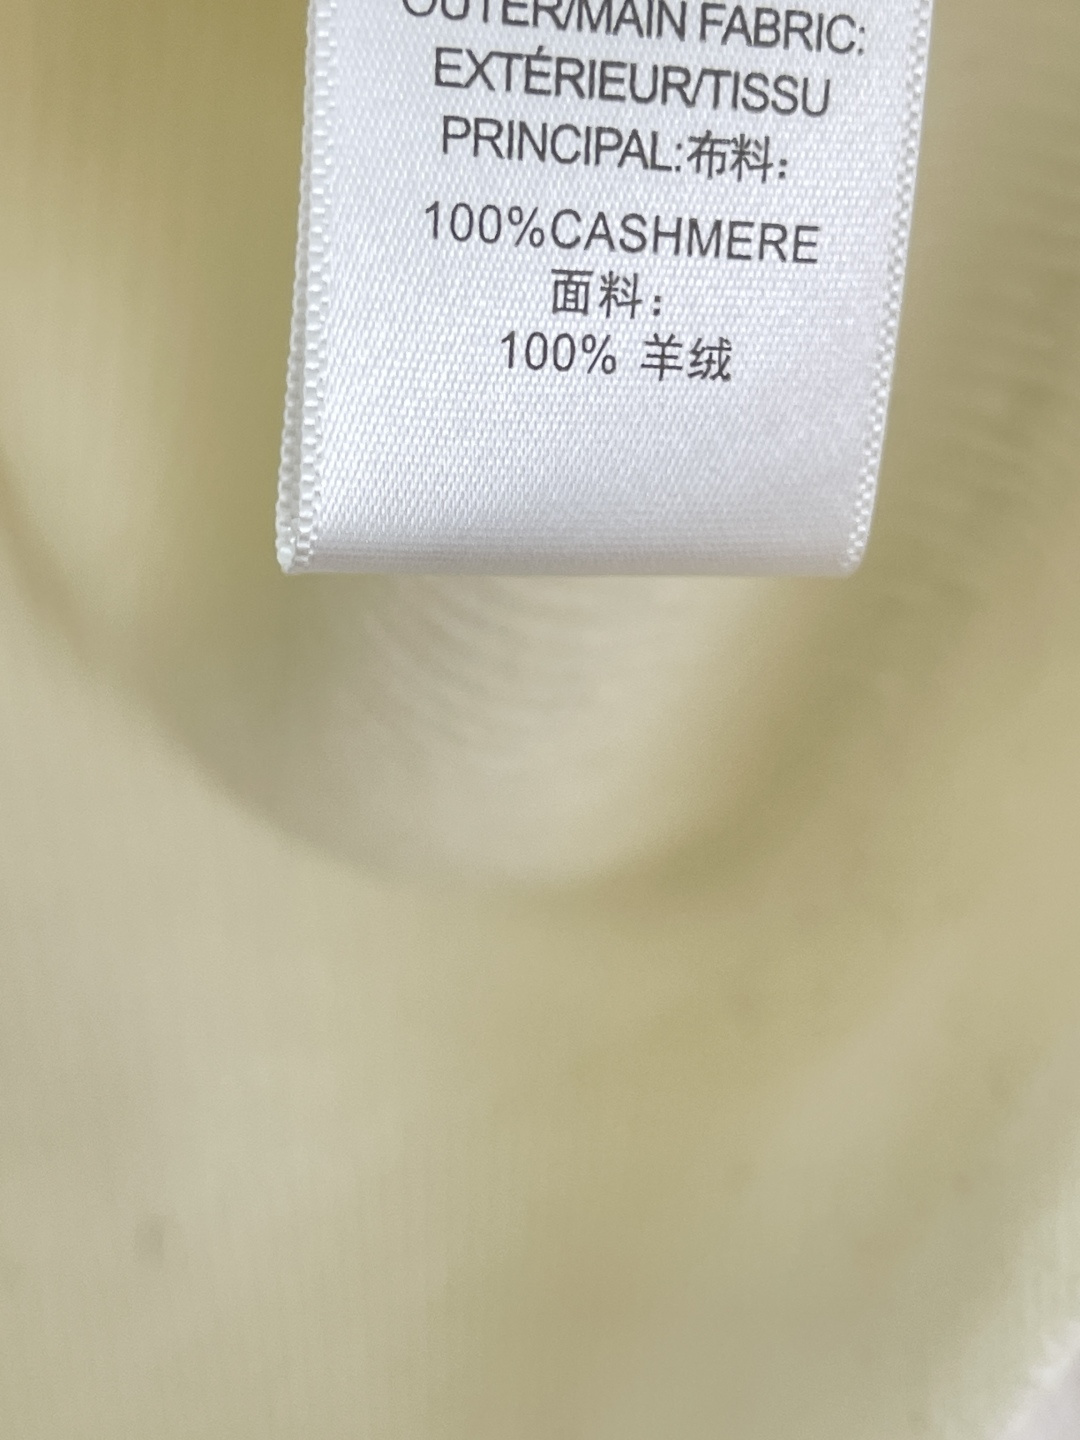 OUTER/MAIN FABRIC:
EXTÉRIEUR/TISSU
PRINCIPAL:布料:
100%CASHMERE
面料:
100% 羊绒